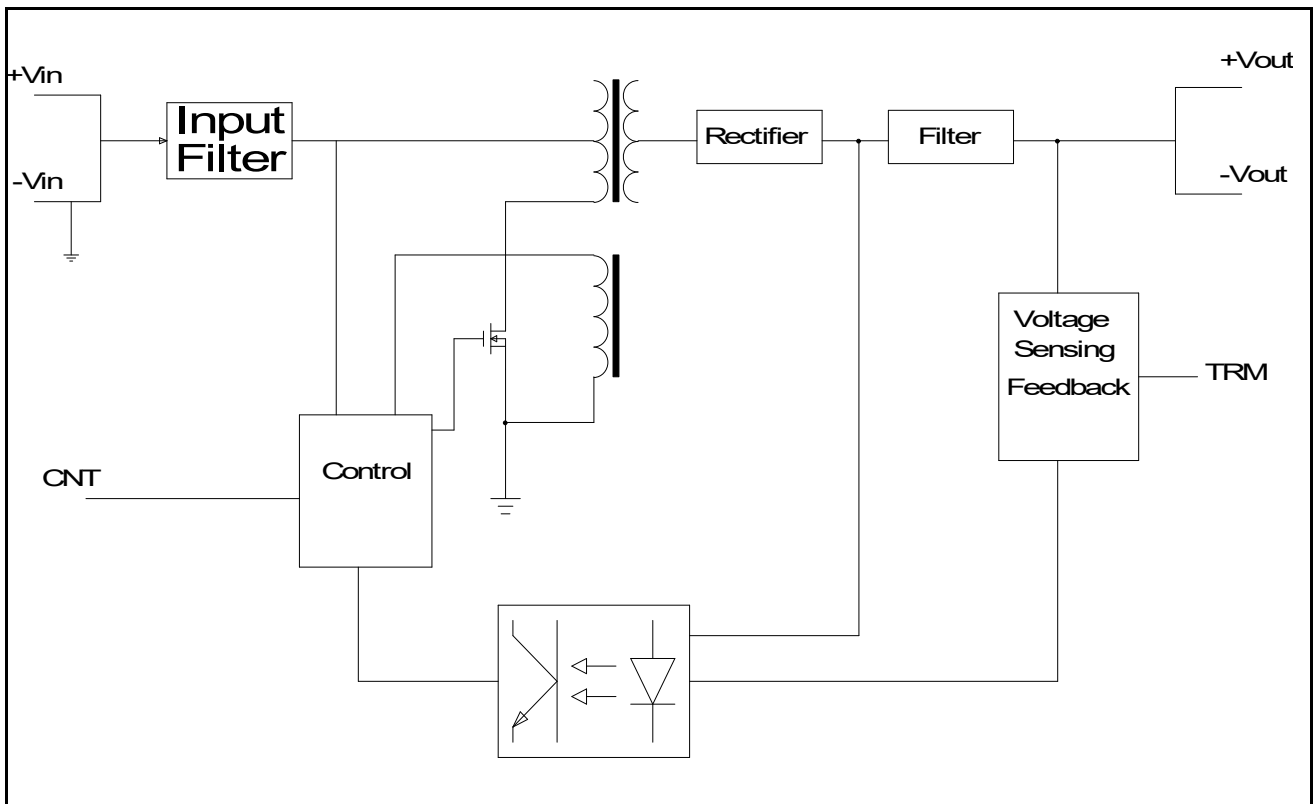 +Vin
-Vin
Input
Filter
Rectifier
Filter
+Vout
-Vout
Voltage
Sensing
Feedback
TRM
CNT
Control